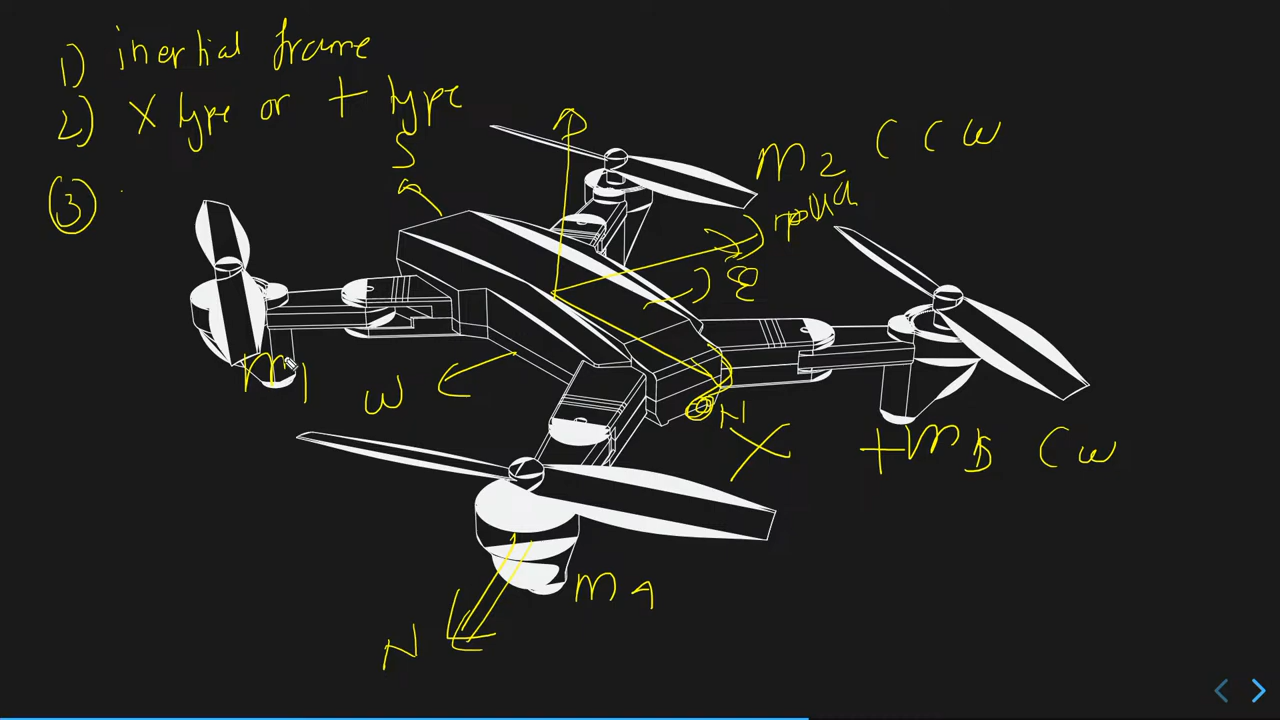 1) inertial frame
2) X type or + type
3)
S
M2 CCW
M1
W
N
X
+M3 CW
M4
N